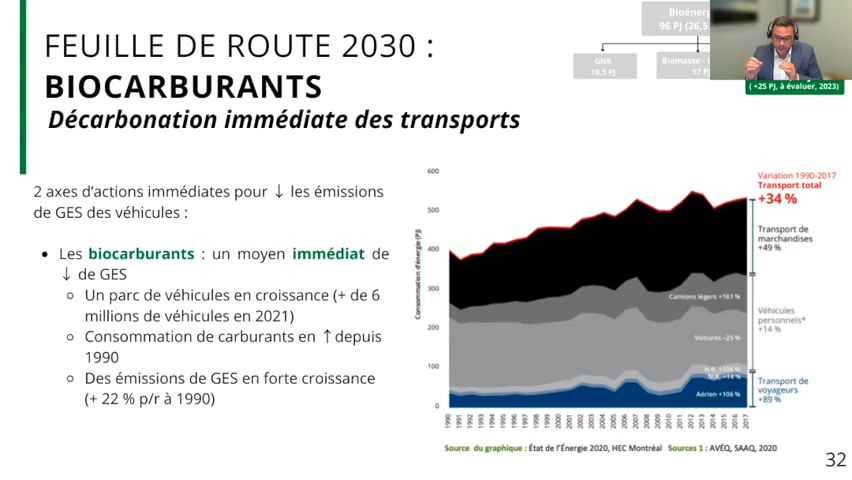 FEUILLE DE ROUTE 2030 :
BIOCARBURANTS
Décarbonation immédiate des transports
Bioénerg
96 PJ (26,5
GNR
19,5 PJ
Biomasse -
17 PJ
( +25 PJ, à évaluer, 2023)
2 axes d'actions immédiates pour ↓ les émissions
de GES des véhicules :
• Les biocarburants : un moyen immédiat de
↓ de GES
○ Un parc de véhicules en croissance (+ de 6
millions de véhicules en 2021)
○ Consommation de carburants en ↑ depuis
1990
○ Des émissions de GES en forte croissance
(+ 22 % p/r à 1990)
Consommation d'énergie (PJ)
600
500
400
300
200
100
0
1990 1991 1992 1993 1994 1995 1996 1997 1998 1999 2000 2001 2002 2003 2004 2005 2006 2007 2008 2009 2010 2011 2012 2013 2014 2015 2016 2017
Camions légers +161 %
Voitures –25 %
H.R. +106 %
N.A. +14 %
Aérien +106 %
Variation 1990-2017
Transport total
+34 %
Transport de
marchandises
+49 %
Véhicules
personnels*
+14 %
Transport de
voyageurs
+89 %
Source du graphique : État de l'Énergie 2020, HEC Montréal Sources 1 : AVÉQ, SAAQ, 2020
32